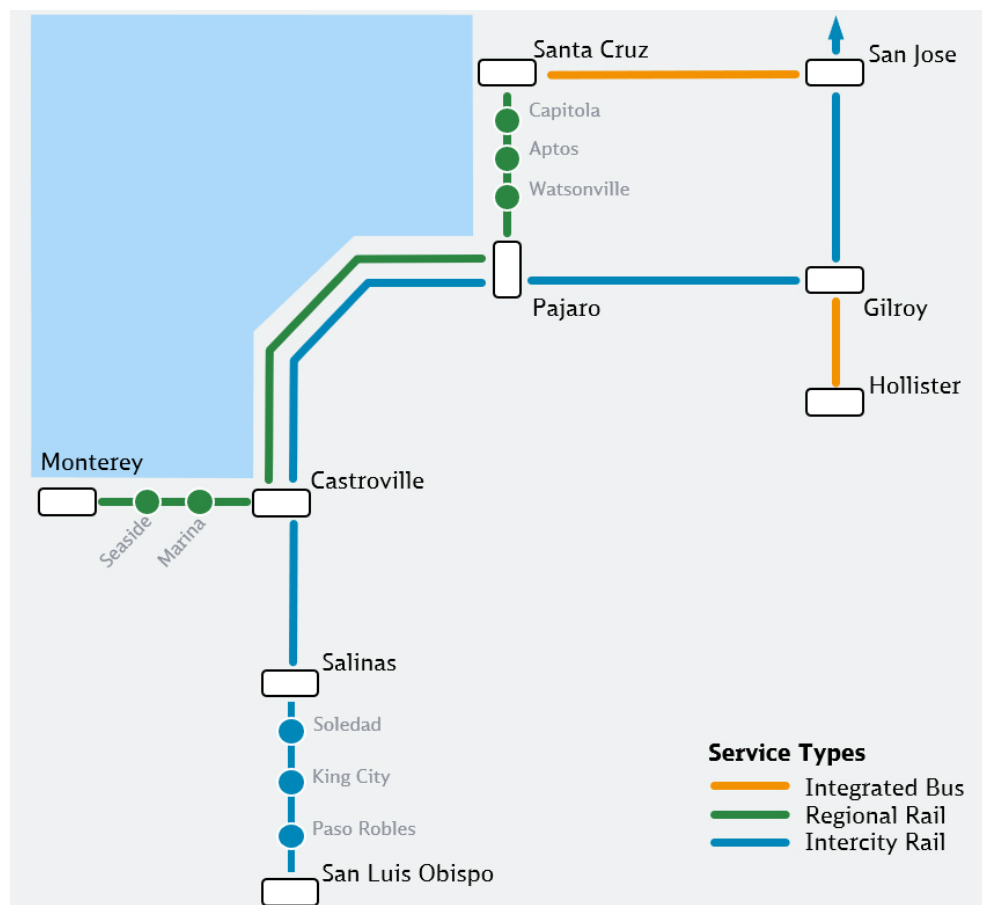 Santa Cruz
San Jose
Capitola
Aptos
Watsonville
Pajaro
Gilroy
Hollister
Monterey
Castroville
Seaside
Marina
Salinas
Soledad
King City
Paso Robles
San Luis Obispo
Service Types
Integrated Bus
Regional Rail
Intercity Rail